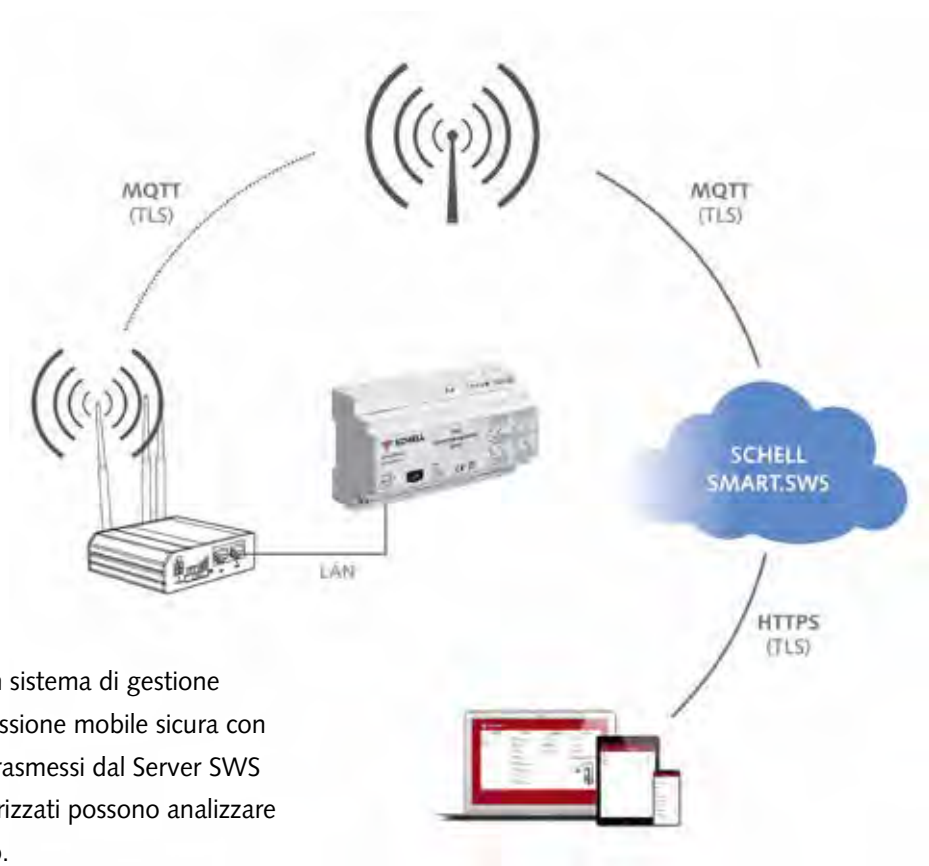 MQTT
(TLS)
MQTT
(TLS)
SCHELL
SCHELL
SMART.SWS
LAN
HTTPS
(TLS)
sistema di gestione
ssione mobile sicura con
rasmessi dal Server SWS
rizzati possono analizzare